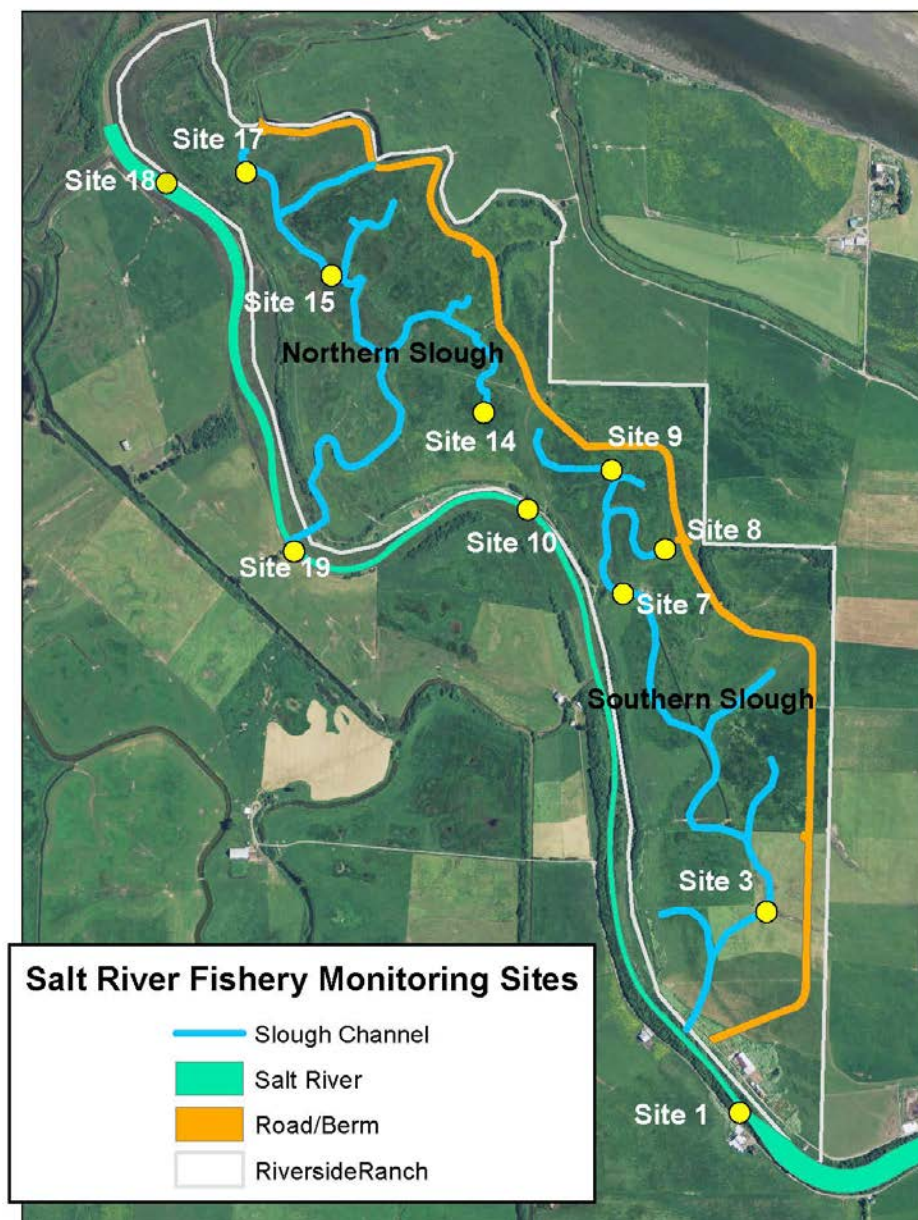 Site 17
Site 18
Site 15
Northern Slough
Site 14
Site 9
Site 10
Site 8
Site 19
Site 7
Southern Slough
Site 3
Salt River Fishery Monitoring Sites
Slough Channel
Salt River
Road/Berm
RiversideRanch
Site 1